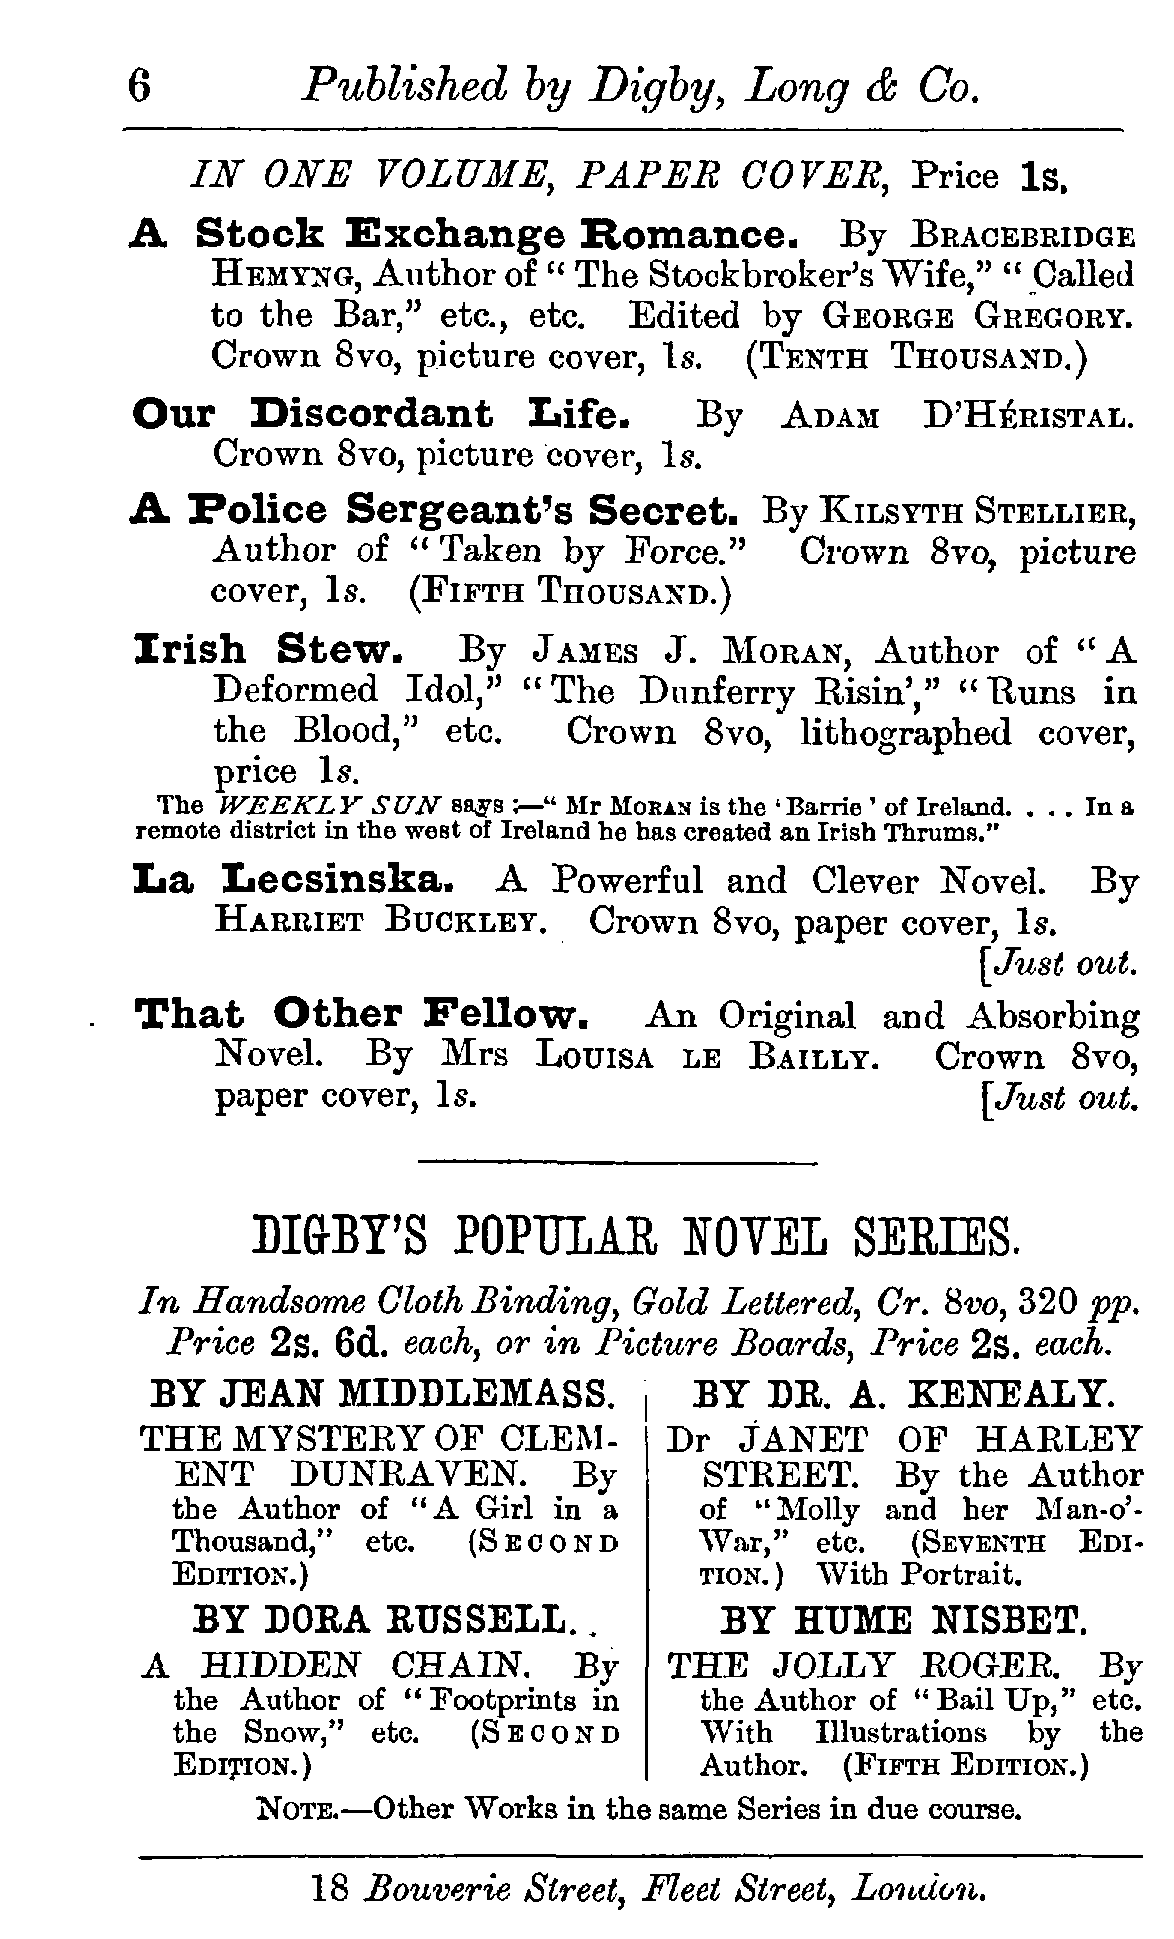 6 Published by Digby, Long & Co.
IN ONE VOLUME, PAPER COVER, Price 1s.
A Stock Exchange Romance. By BRACEBRIDGE
HEMYNG, Author of “ The Stockbroker’s Wife,” “ Called
to the Bar,” etc., etc. Edited by GEORGE GREGORY.
Crown 8vo, picture cover, 1s. (TENTH THOUSAND.)
Our Discordant Life. By ADAM D’HÉRISTAL.
Crown 8vo, picture cover, 1s.
A Police Sergeant’s Secret. By KILSYTH STELLIER,
Author of “ Taken by Force.” Crown 8vo, picture
cover, 1s. (FIFTH THOUSAND.)
Irish Stew. By JAMES J. MORAN, Author of “ A
Deformed Idol,” “ The Dunferry Risin’,” “ Runs in
the Blood,” etc. Crown 8vo, lithographed cover,
price 1s.
The WEEKLY SUN says :—“ Mr MORAN is the ‘ Barrie ’ of Ireland. . . . In a
remote district in the west of Ireland he has created an Irish Thrums.”
La Lecsinska. A Powerful and Clever Novel. By
HARRIET BUCKLEY. Crown 8vo, paper cover, 1s.
[Just out.
That Other Fellow. An Original and Absorbing
Novel. By Mrs LOUISA LE BAILLY. Crown 8vo,
paper cover, 1s. [Just out.
DIGBY’S POPULAR NOVEL SERIES.
In Handsome Cloth Binding, Gold Lettered, Cr. 8vo, 320 pp.
Price 2s. 6d. each, or in Picture Boards, Price 2s. each.
BY JEAN MIDDLEMASS.
THE MYSTERY OF CLEM-
ENT DUNRAVEN. By
the Author of “ A Girl in a
Thousand,” etc. (SECOND
EDITION.)
BY DORA RUSSELL.
A HIDDEN CHAIN. By
the Author of “ Footprints in
the Snow,” etc. (SECOND
EDITION.)
BY DR. A. KENEALY.
Dr JANET OF HARLEY
STREET. By the Author
of “ Molly and her Man-o’-
War,” etc. (SEVENTH EDI-
TION.) With Portrait.
BY HUME NISBET.
THE JOLLY ROGER. By
the Author of “ Bail Up,” etc.
With Illustrations by the
Author. (FIFTH EDITION.)
NOTE.—Other Works in the same Series in due course.
18 Bouverie Street, Fleet Street, London.